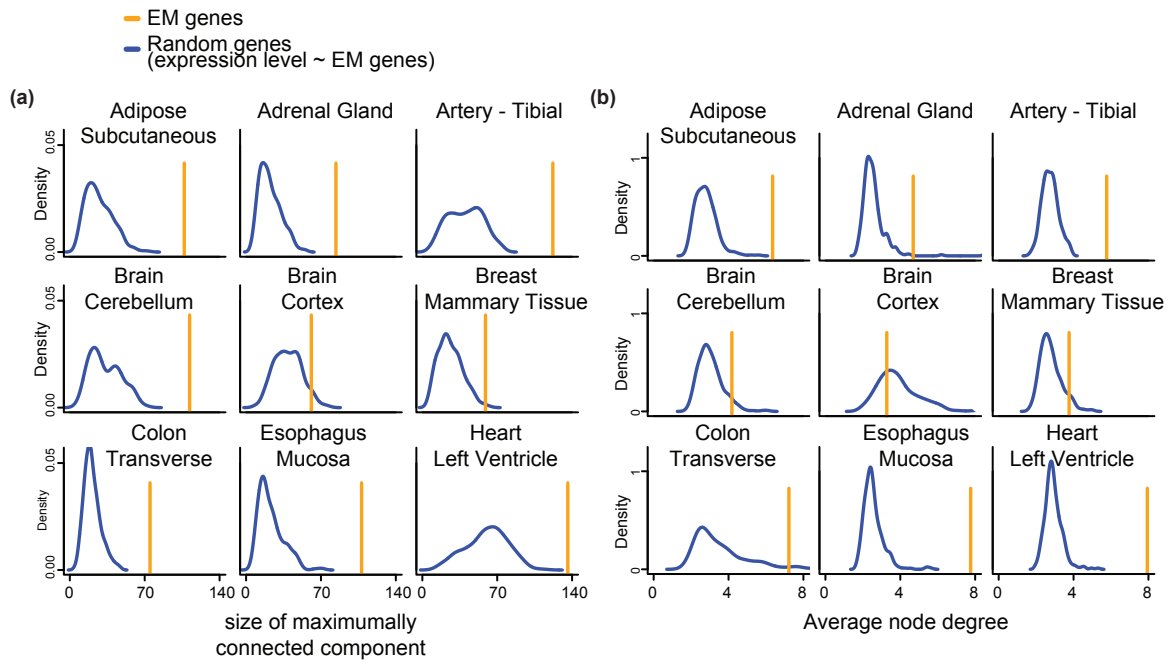 EM genes
Random genes
(expression level ~ EM genes)
(a)
Adipose
Subcutaneous
Adrenal Gland
Artery - Tibial
Density
0.00
0.05
Brain
Cerebellum
Brain
Cortex
Breast
Mammary Tissue
Density
0.00
0.05
Colon
Transverse
Esophagus
Mucosa
Heart
Left Ventricle
Density
0.00
0.05
0 70 140
0 70 140
0 70 140
size of maximumally
connected component
(b)
Adipose
Subcutaneous
Adrenal Gland
Artery - Tibial
Density
0
1
Brain
Cerebellum
Brain
Cortex
Breast
Mammary Tissue
Density
0
1
Colon
Transverse
Esophagus
Mucosa
Heart
Left Ventricle
Density
0
1
0 4 8
0 4 8
0 4 8
Average node degree